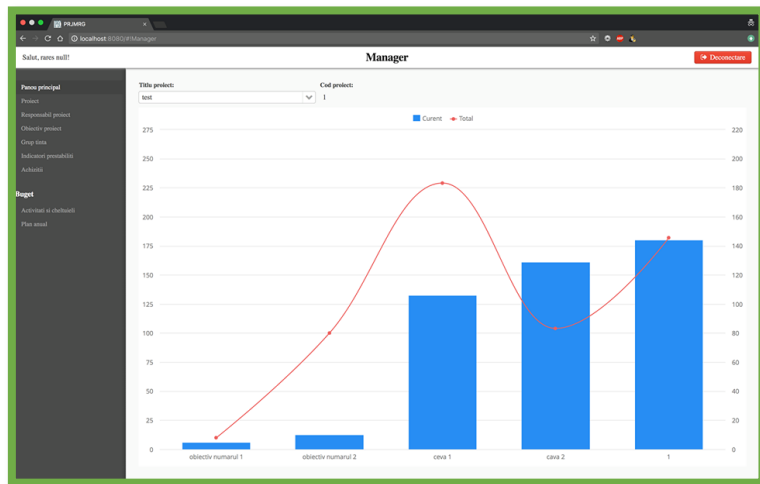 PRJMRG
localhost:8080/#!Manager
Salut, rares null!
Manager
Deconectare
Panou principal
Proiect
Responsabil proiect
Obiectiv proiect
Grup tinta
Indicatori prestabiliti
Achizitii
Buget
Activitati si cheltuieli
Plan anual
Titlu proiect:
Cod proiect:
test
1
Curent
Total
275
250
225
200
175
150
125
100
75
50
25
0
220
200
180
160
140
120
100
80
60
40
20
0
obiectiv numarul 1
obiectiv numarul 2
ceva 1
cava 2
1